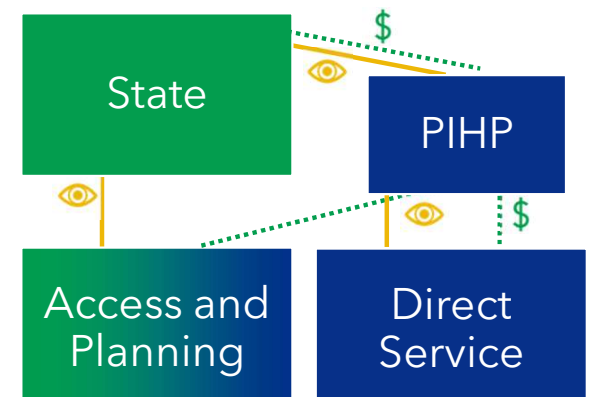 $
State
PIHP
$
Access and
Planning
Direct
Service